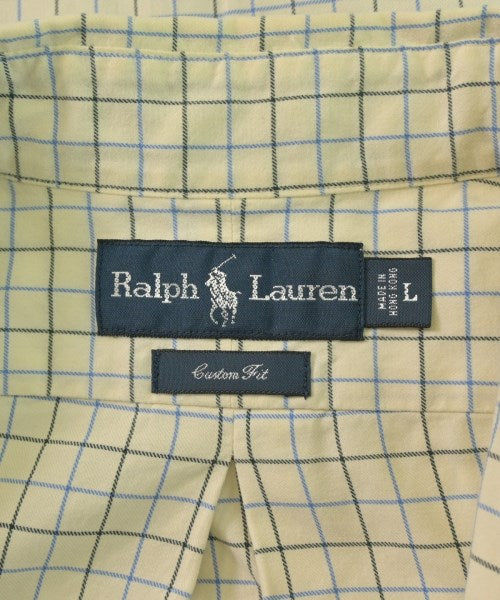 Ralph Lauren
MADE IN
HONG KONG
L
Custom Fit